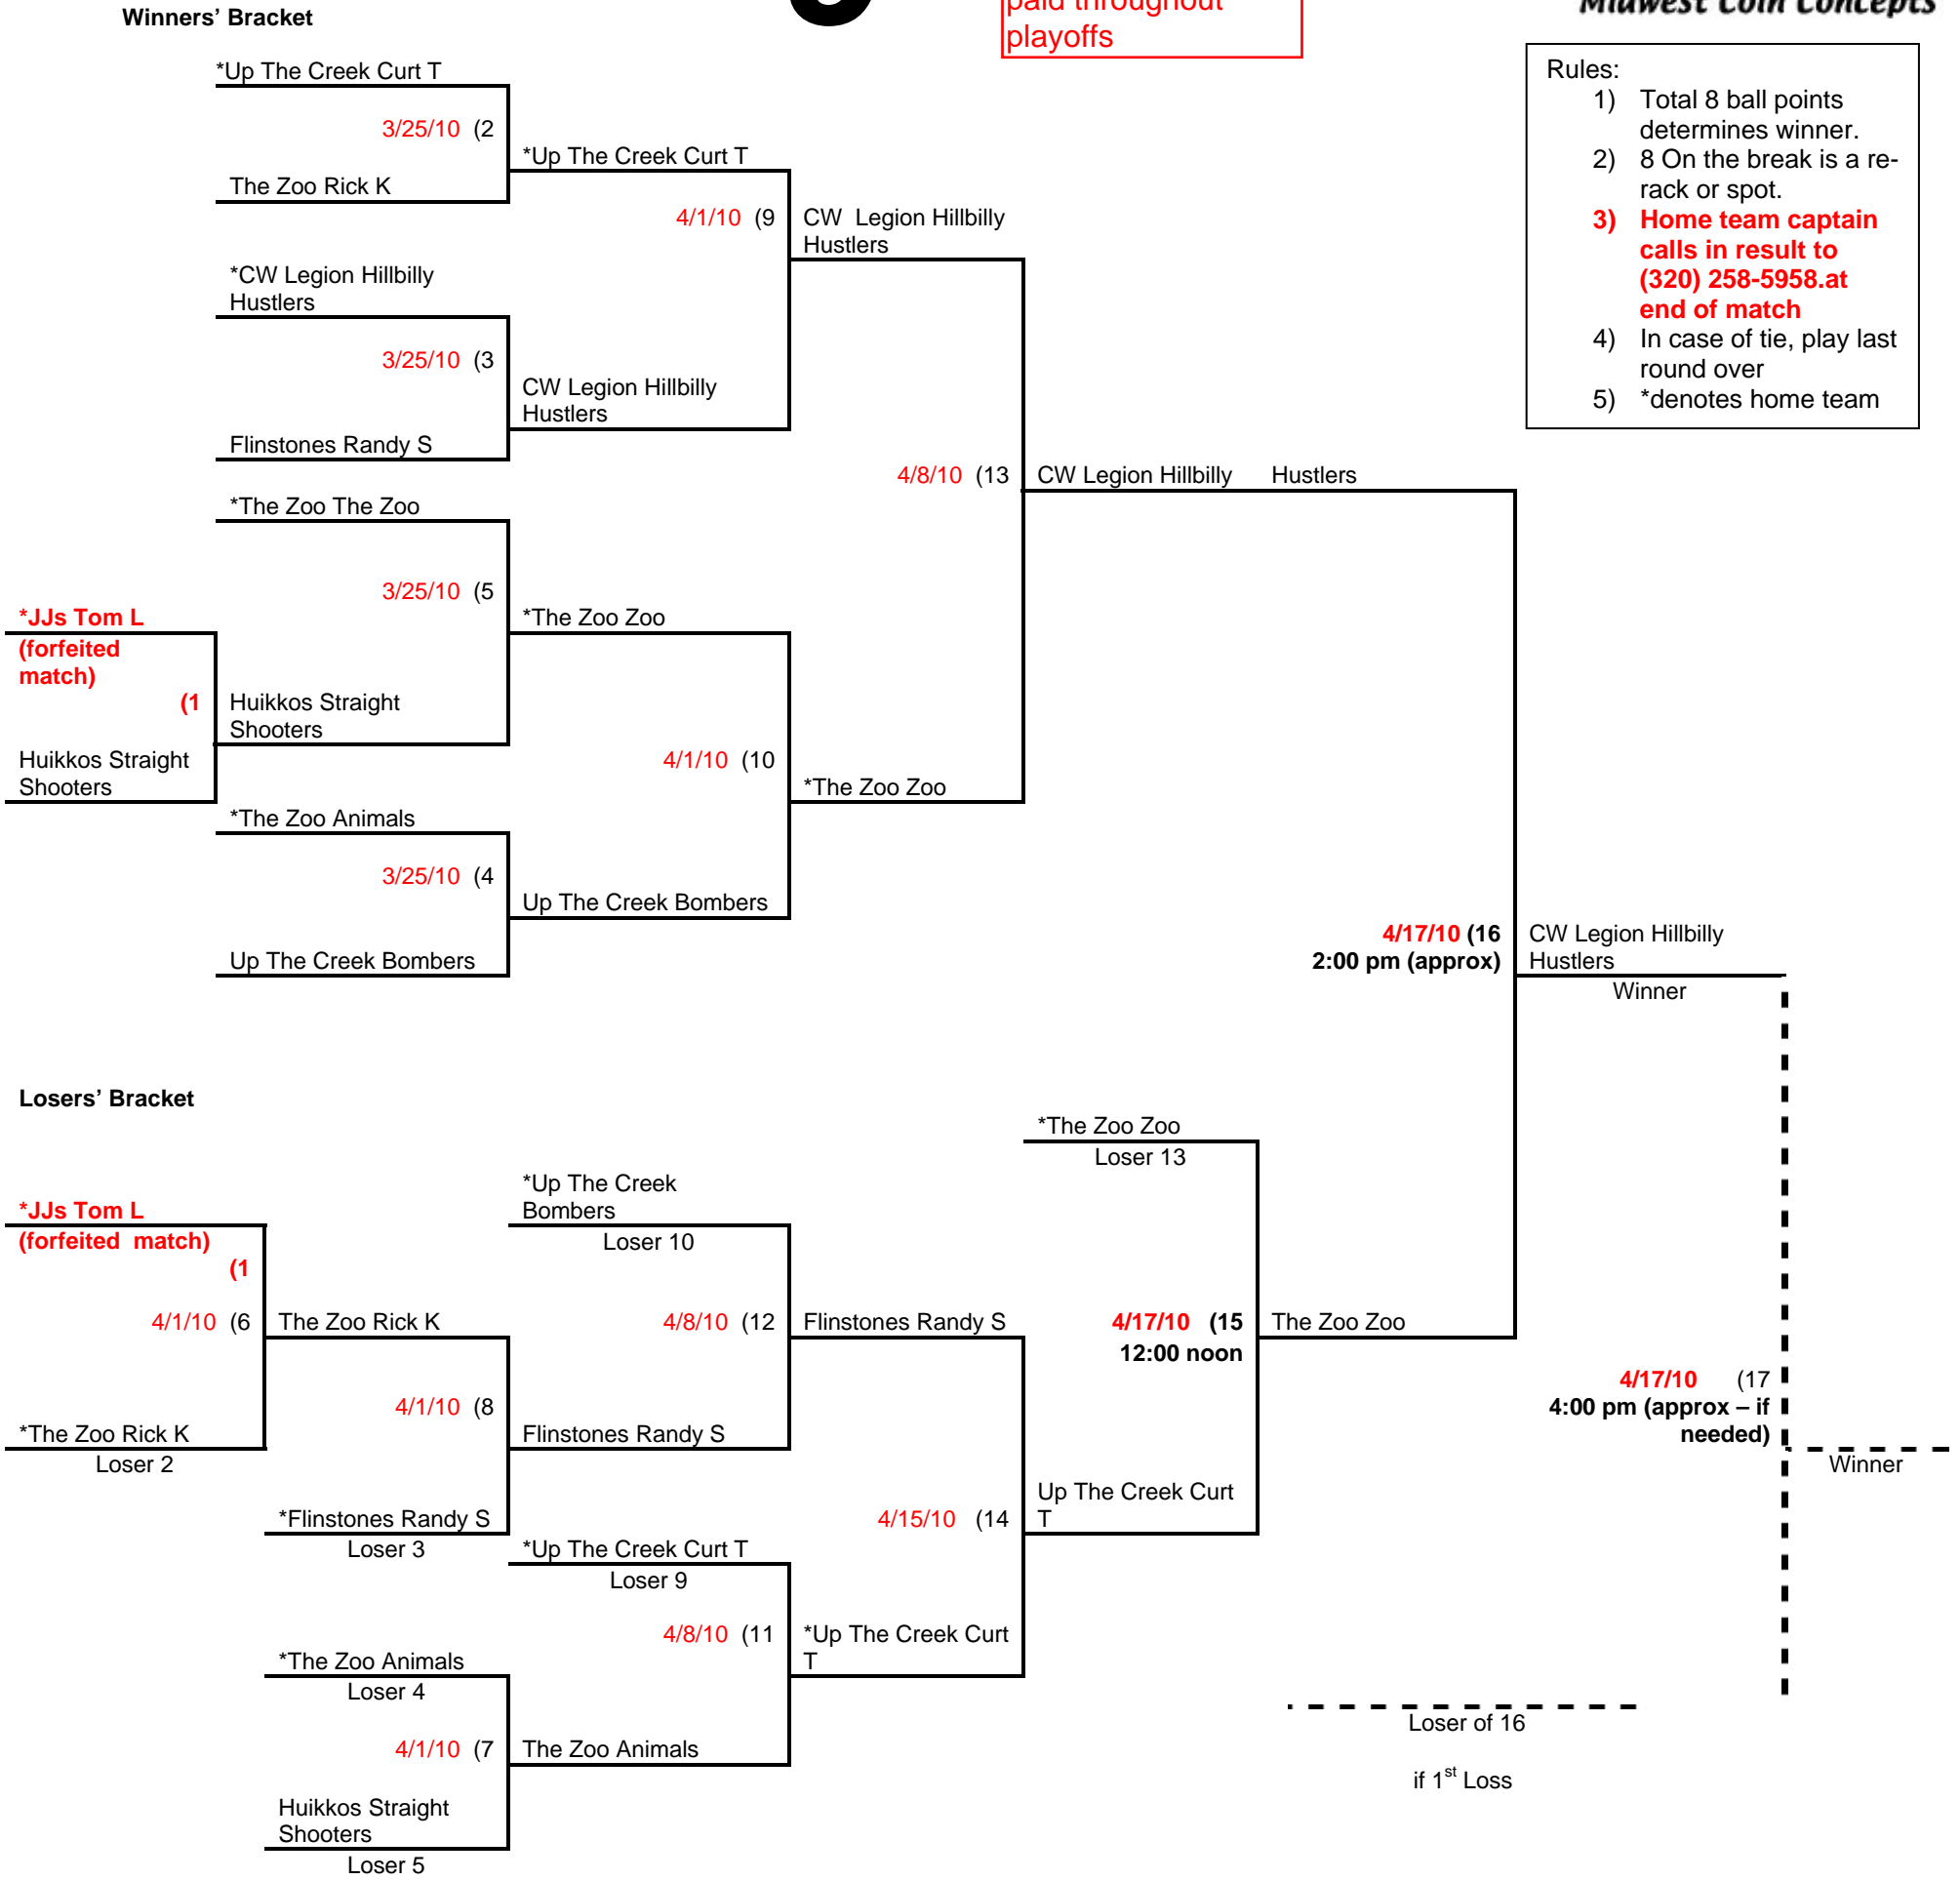 paid throughout
playoffs
Midwest Coin Concepts
Winners’ Bracket
Rules:
1) Total 8 ball points
determines winner.
2) 8 On the break is a re-
rack or spot.
3) Home team captain
calls in result to
(320) 258-5958.at
end of match
4) In case of tie, play last
round over
5) *denotes home team
*Up The Creek Curt T
3/25/10 (2
The Zoo Rick K
*Up The Creek Curt T
4/1/10 (9
CW Legion Hillbilly
Hustlers
*CW Legion Hillbilly
Hustlers
3/25/10 (3
CW Legion Hillbilly
Hustlers
Flinstones Randy S
4/8/10 (13
CW Legion Hillbilly Hustlers
*The Zoo The Zoo
3/25/10 (5
*JJs Tom L
(forfeited
match)
(1
*The Zoo Zoo
Huikkos Straight
Shooters
Huikkos Straight
Shooters
4/1/10 (10
*The Zoo Zoo
*The Zoo Animals
3/25/10 (4
Up The Creek Bombers
Up The Creek Bombers
4/17/10 (16
2:00 pm (approx)
CW Legion Hillbilly
Hustlers
Winner
Losers’ Bracket
*The Zoo Zoo
Loser 13
*JJs Tom L
(forfeited match)
(1
*Up The Creek
Bombers
Loser 10
4/1/10 (6
The Zoo Rick K
4/8/10 (12
Flinstones Randy S
4/17/10 (15
12:00 noon
The Zoo Zoo
4/1/10 (8
*The Zoo Rick K
Loser 2
Flinstones Randy S
4/17/10 (17
4:00 pm (approx – if
needed)
Winner
*Flinstones Randy S
Loser 3
4/15/10 (14
Up The Creek Curt
T
*Up The Creek Curt T
Loser 9
4/8/10 (11
*Up The Creek Curt
T
*The Zoo Animals
Loser 4
4/1/10 (7
The Zoo Animals
Huikkos Straight
Shooters
Loser 5
Loser of 16
if 1st Loss